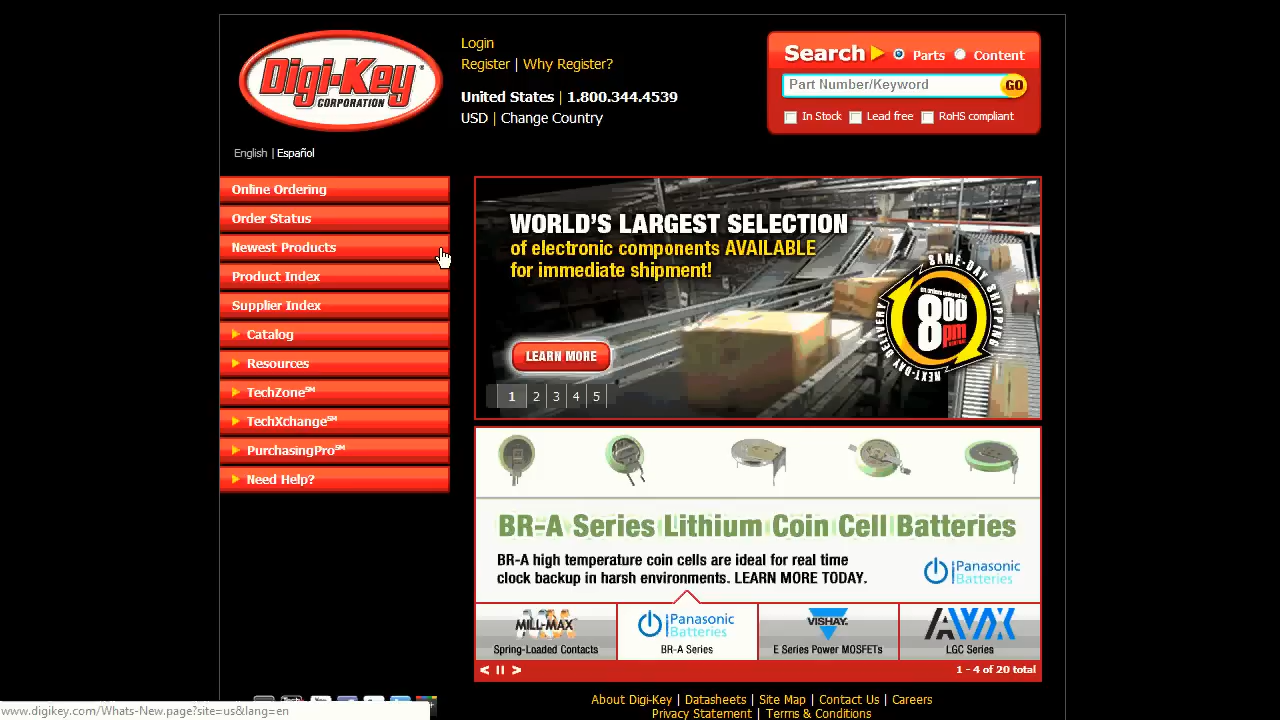 Digi-Key®
CORPORATION
Login
Register | Why Register?
United States | 1.800.344.4539
USD | Change Country
Search Parts Content
Part Number/Keyword GO
In Stock Lead free RoHS compliant
English | Español
Online Ordering
Order Status
Newest Products
Product Index
Supplier Index
Catalog
Resources
TechZone℠
TechXchange℠
PurchasingPro℠
Need Help?
WORLD'S LARGEST SELECTION
of electronic components AVAILABLE
for immediate shipment!
SAME-DAY SHIPPING
8:00 pm
NEXT-DAY DELIVERY
LEARN MORE
1 2 3 4 5
BR-A Series Lithium Coin Cell Batteries
BR-A high temperature coin cells are ideal for real time
clock backup in harsh environments. LEARN MORE TODAY.
Panasonic
Batteries
MILL-MAX
Spring-Loaded Contacts
Panasonic
Batteries
BR-A Series
VISHAY.
E Series Power MOSFETs
AVX
LGC Series
1 - 4 of 20 total
About Digi-Key | Datasheets | Site Map | Contact Us | Careers
Privacy Statement | Terms & Conditions
www.digikey.com/Whats-New.page?site=us&lang=en